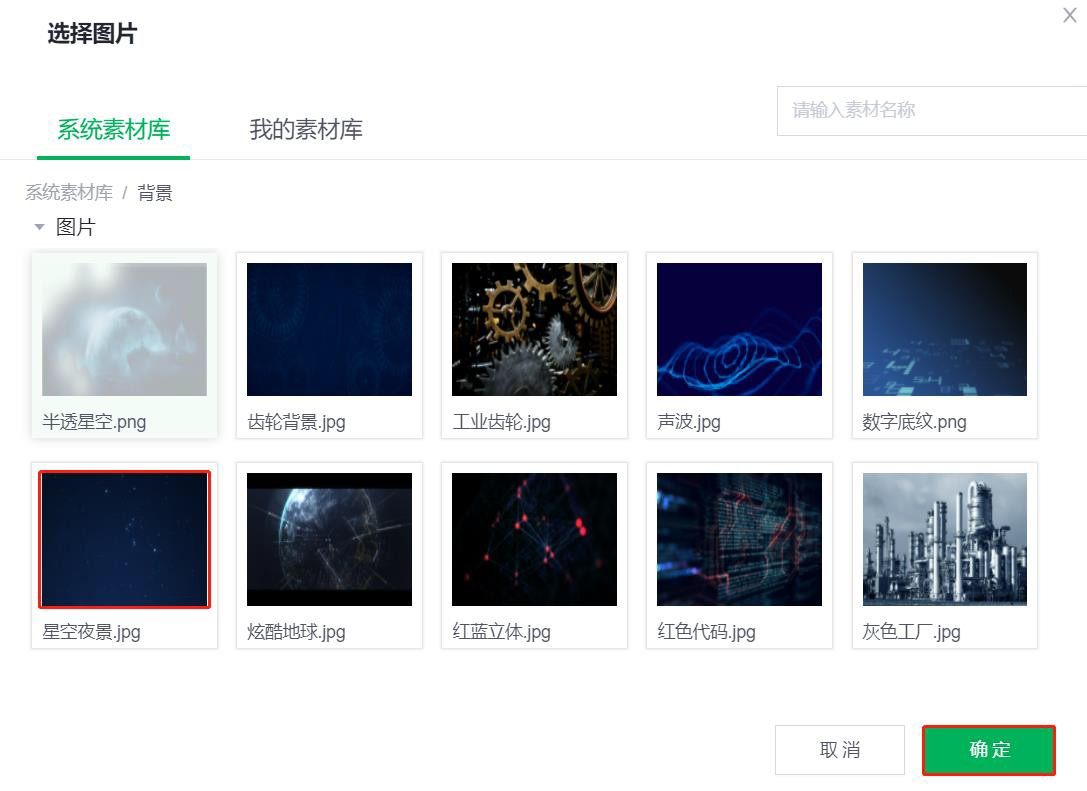 选择图片
X
请输入素材名称
系统素材库 我的素材库
系统素材库 / 背景
图片
半透星空.png 齿轮背景.jpg 工业齿轮.jpg 声波.jpg 数字底纹.png
星空夜景.jpg 炫酷地球.jpg 红蓝立体.jpg 红色代码.jpg 灰色工厂.jpg
取消 确定